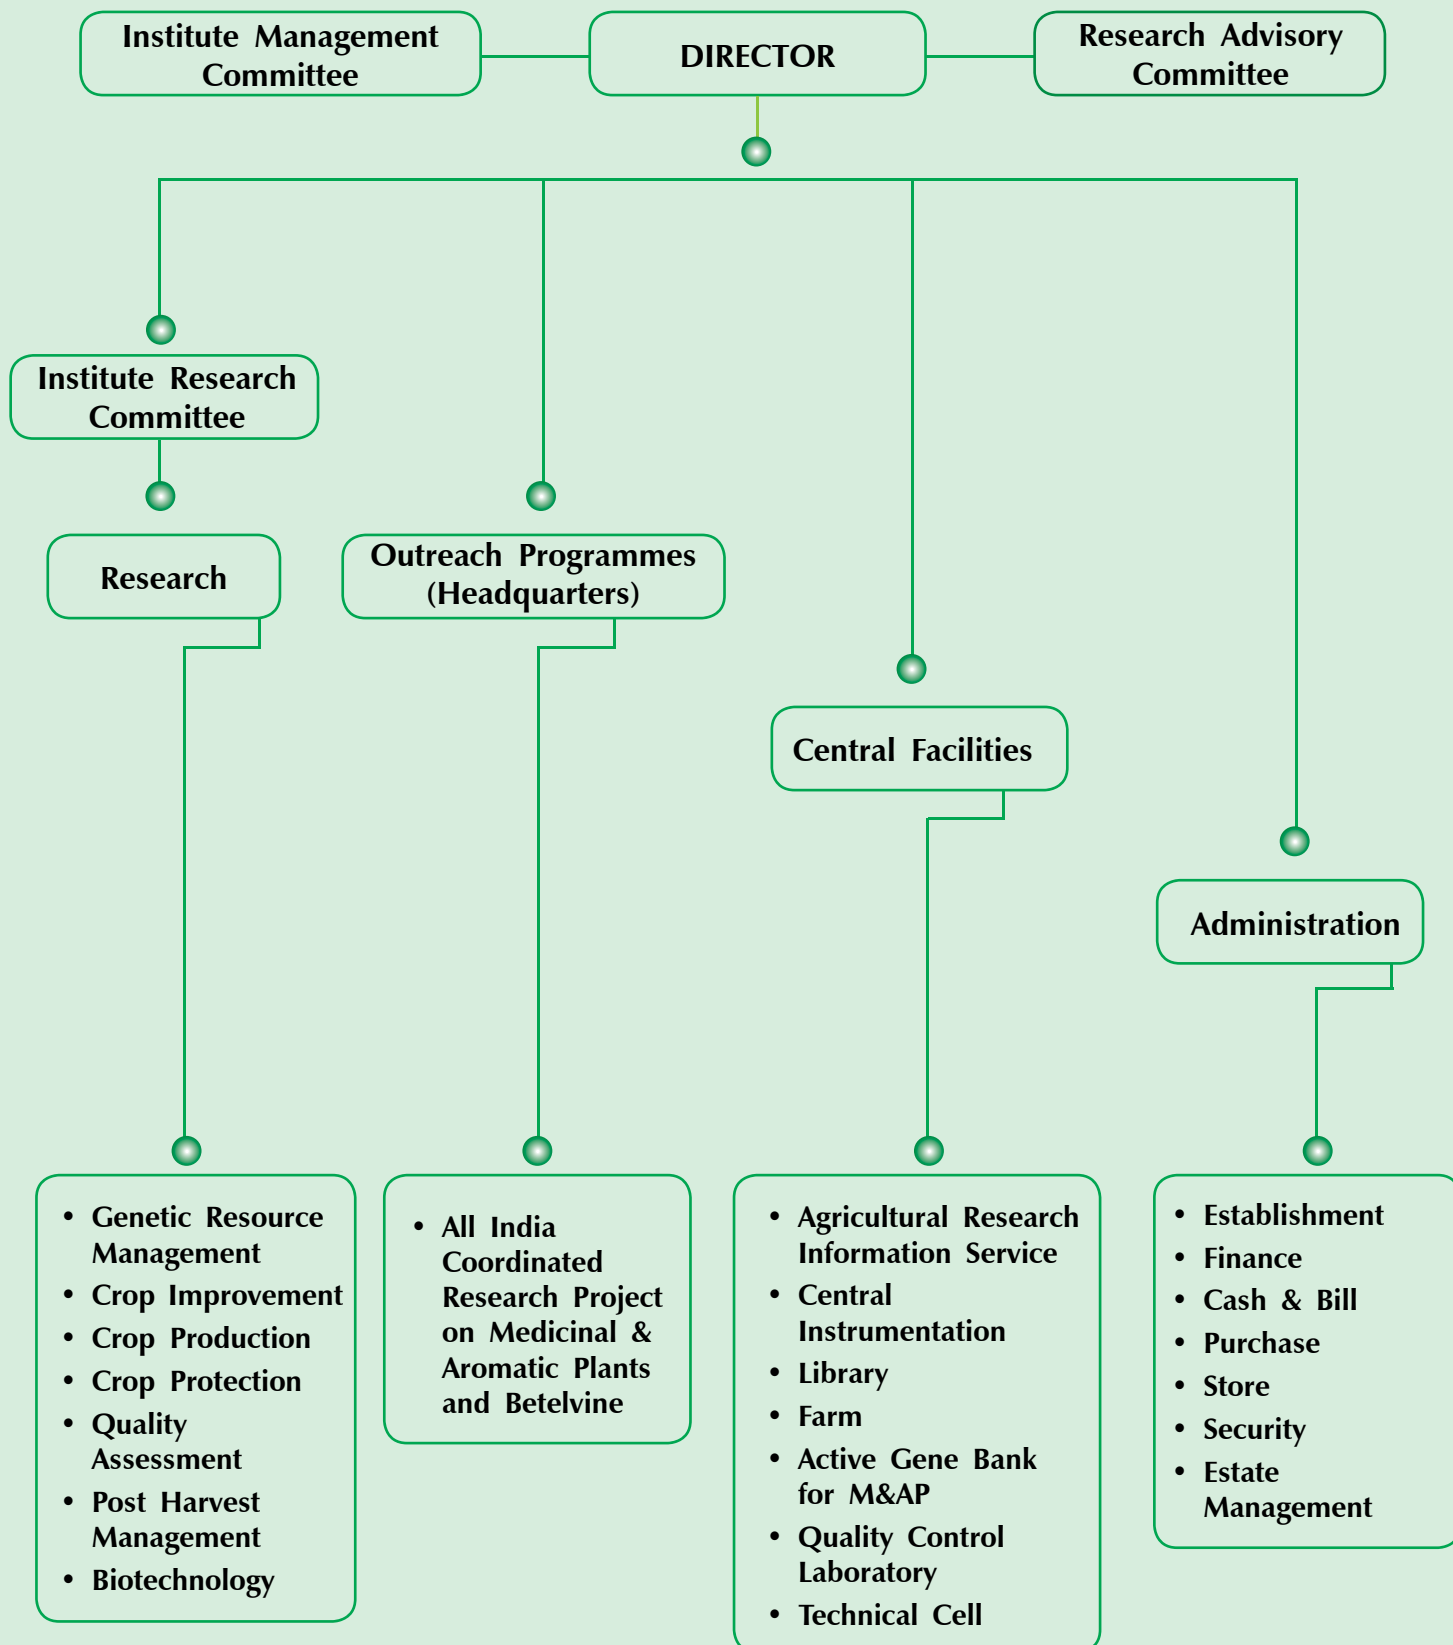 Institute Management
Committee
DIRECTOR
Research Advisory
Committee
Institute Research
Committee
Research
Outreach Programmes
(Headquarters)
Central Facilities
Administration
• Genetic Resource
Management
• Crop Improvement
• Crop Production
• Crop Protection
• Quality
Assessment
• Post Harvest
Management
• Biotechnology
• All India
Coordinated
Research Project
on Medicinal &
Aromatic Plants
and Betelvine
• Agricultural Research
Information Service
• Central
Instrumentation
• Library
• Farm
• Active Gene Bank
for M&AP
• Quality Control
Laboratory
• Technical Cell
• Establishment
• Finance
• Cash & Bill
• Purchase
• Store
• Security
• Estate
Management